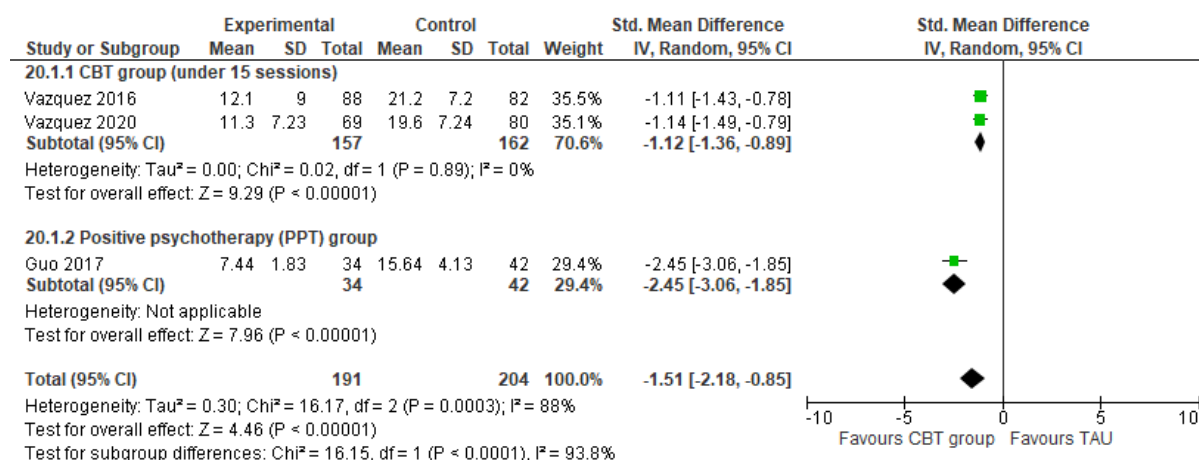 Experimental Control Std. Mean Difference Std. Mean Difference
Study or Subgroup Mean SD Total Mean SD Total Weight IV, Random, 95% CI IV, Random, 95% CI
20.1.1 CBT group (under 15 sessions)
Vazquez 2016 12.1 9 88 21.2 7.2 82 35.5% -1.11 [-1.43, -0.78]
Vazquez 2020 11.3 7.23 69 19.6 7.24 80 35.1% -1.14 [-1.49, -0.79]
Subtotal (95% CI) 157 162 70.6% -1.12 [-1.36, -0.89]
Heterogeneity: Tau² = 0.00; Chi² = 0.02, df = 1 (P = 0.89); I² = 0%
Test for overall effect: Z = 9.29 (P < 0.00001)
20.1.2 Positive psychotherapy (PPT) group
Guo 2017 7.44 1.83 34 15.64 4.13 42 29.4% -2.45 [-3.06, -1.85]
Subtotal (95% CI) 34 42 29.4% -2.45 [-3.06, -1.85]
Heterogeneity: Not applicable
Test for overall effect: Z = 7.96 (P < 0.00001)
Total (95% CI) 191 204 100.0% -1.51 [-2.18, -0.85]
Heterogeneity: Tau² = 0.30; Chi² = 16.17, df = 2 (P = 0.0003); I² = 88%
Test for overall effect: Z = 4.46 (P < 0.00001)
Test for subgroup differences: Chi² = 16.15, df = 1 (P < 0.0001), I² = 93.8%
-10 -5 0 5 10
Favours CBT group Favours TAU